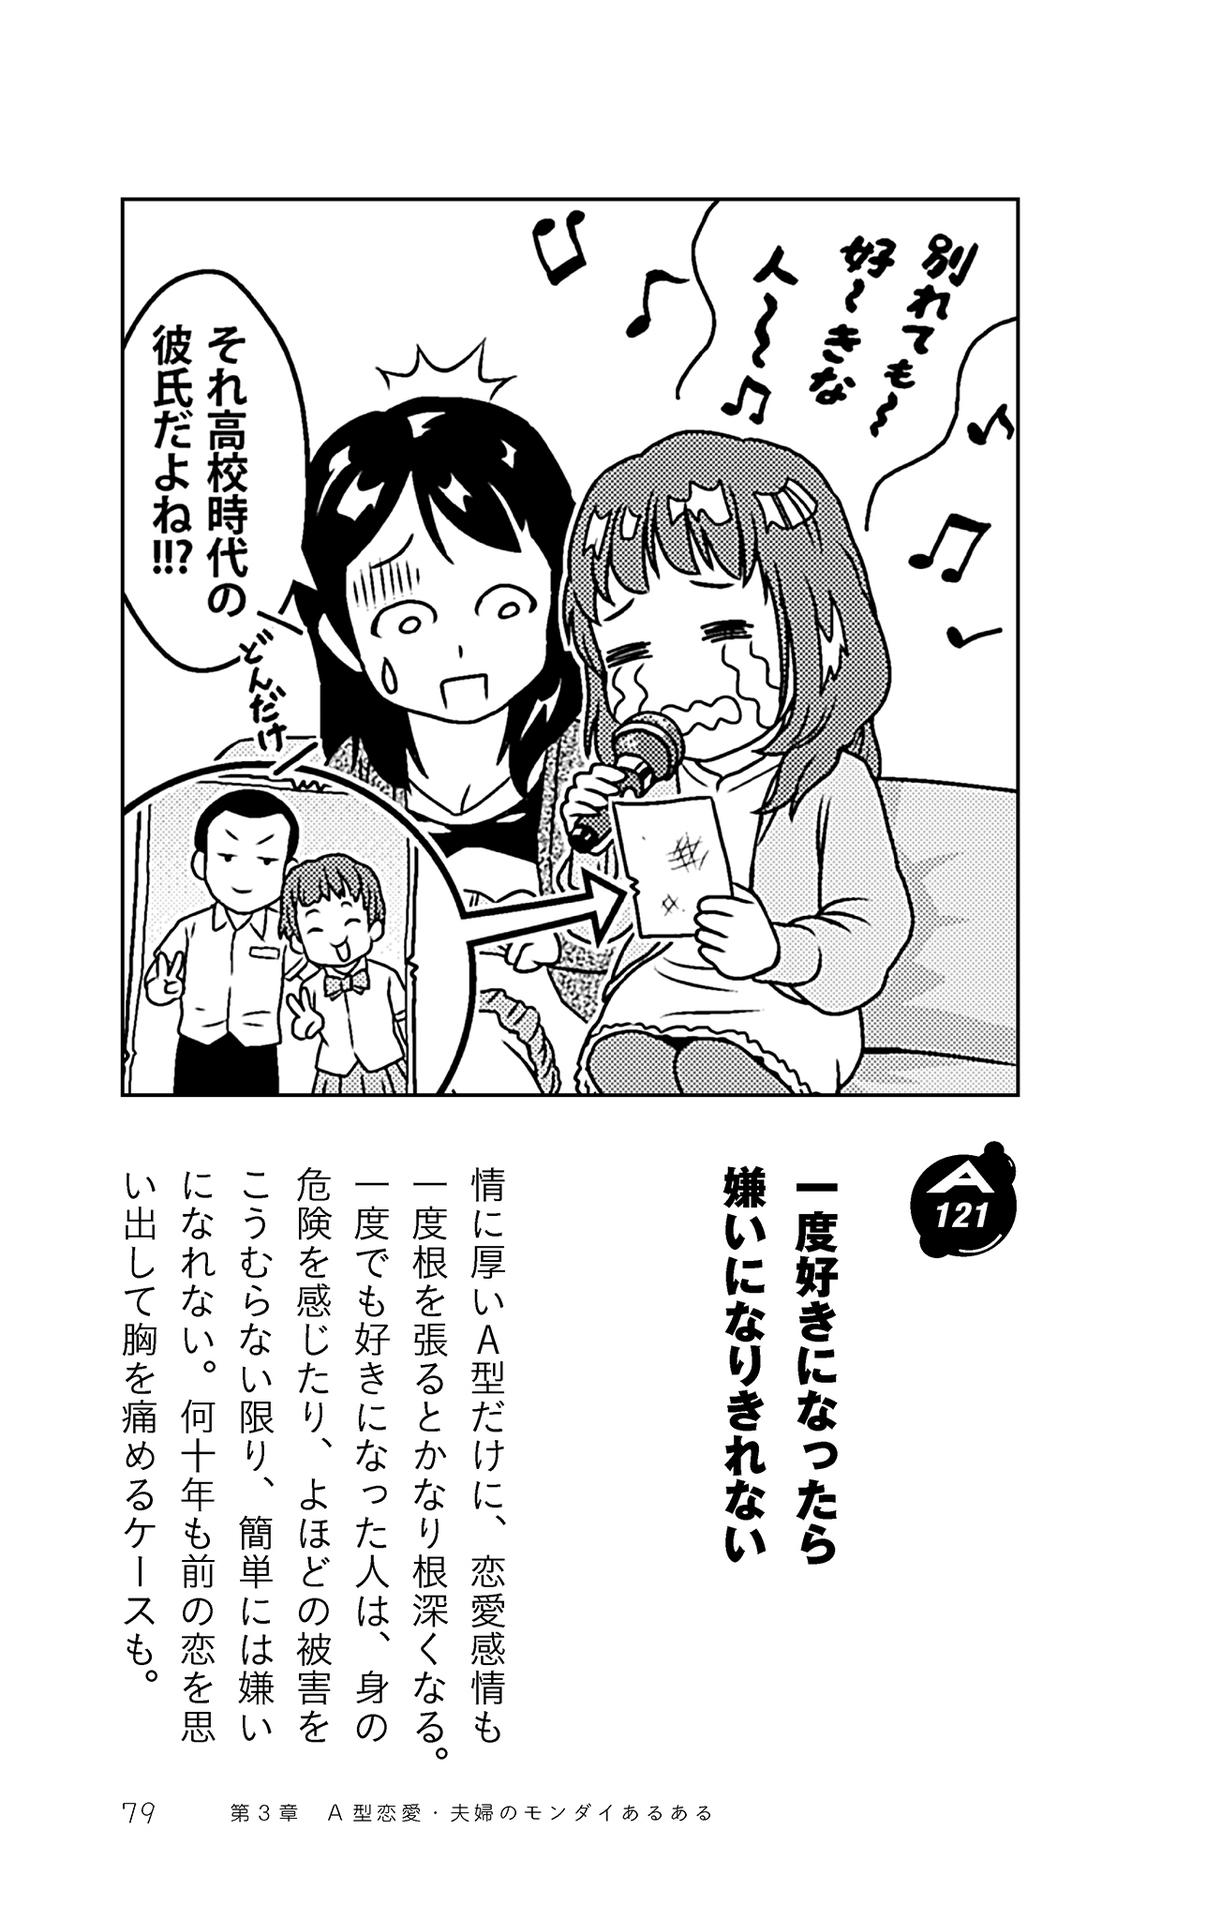 別れても〜
好〜きな
人〜〜♫
それ高校時代の
彼氏だよね!!?
どんだけ
A
121
一度好きになったら
嫌いになりきれない
情に厚いA型だけに、恋愛感情も
一度根を張るとかなり根深くなる。
一度でも好きになった人は、身の
危険を感じたり、よほどの被害を
こうむらない限り、簡単には嫌い
になれない。何十年も前の恋を思
い出して胸を痛めるケースも。
79 第3章 A型恋愛・夫婦のモンダイあるある